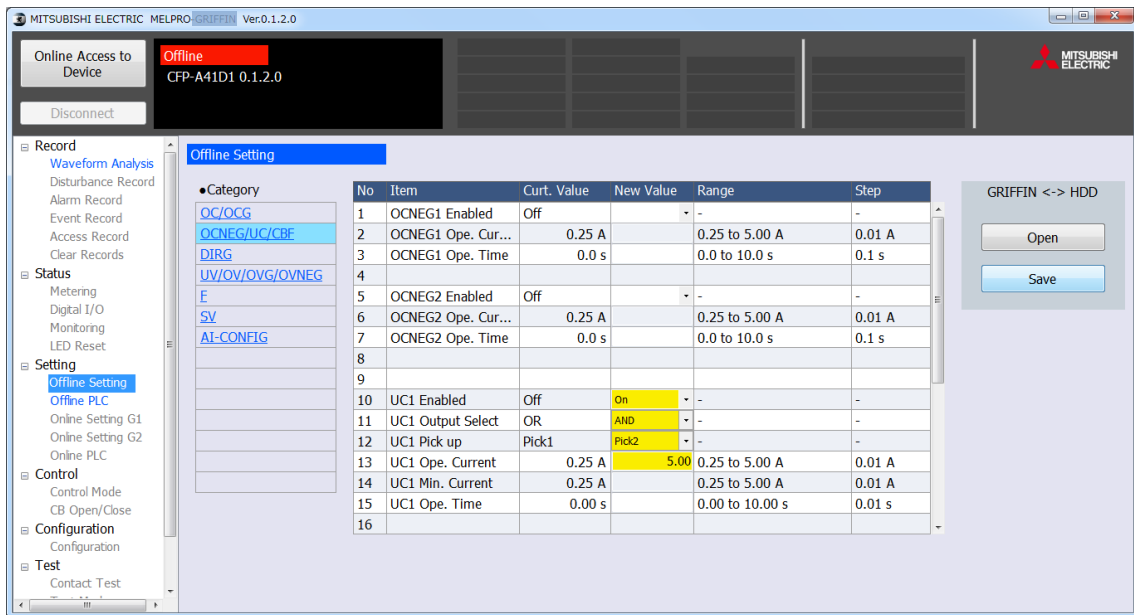 MITSUBISHI ELECTRIC MELPRO-GRIFFIN Ver.0.1.2.0
Online Access to
Device
Disconnect
Offline
CFP-A41D1 0.1.2.0
MITSUBISHI
ELECTRIC
Record
Waveform Analysis
Disturbance Record
Alarm Record
Event Record
Access Record
Clear Records
Status
Metering
Digital I/O
Monitoring
LED Reset
Setting
Offline Setting
Offline PLC
Online Setting G1
Online Setting G2
Online PLC
Control
Control Mode
CB Open/Close
Configuration
Configuration
Test
Contact Test
Offline Setting
●Category
OC/OCG
OCNEG/UC/CBF
DIRG
UV/OV/OVG/OVNEG
F
SV
AI-CONFIG
No Item Curt. Value New Value Range Step
1 OCNEG1 Enabled Off - -
2 OCNEG1 Ope. Cur... 0.25 A 0.25 to 5.00 A 0.01 A
3 OCNEG1 Ope. Time 0.0 s 0.0 to 10.0 s 0.1 s
4
5 OCNEG2 Enabled Off - -
6 OCNEG2 Ope. Cur... 0.25 A 0.25 to 5.00 A 0.01 A
7 OCNEG2 Ope. Time 0.0 s 0.0 to 10.0 s 0.1 s
8
9
10 UC1 Enabled Off On - -
11 UC1 Output Select OR AND - -
12 UC1 Pick up Pick1 Pick2 - -
13 UC1 Ope. Current 0.25 A 5.00 0.25 to 5.00 A 0.01 A
14 UC1 Min. Current 0.25 A 0.25 to 5.00 A 0.01 A
15 UC1 Ope. Time 0.00 s 0.00 to 10.00 s 0.01 s
16
GRIFFIN <-> HDD
Open
Save